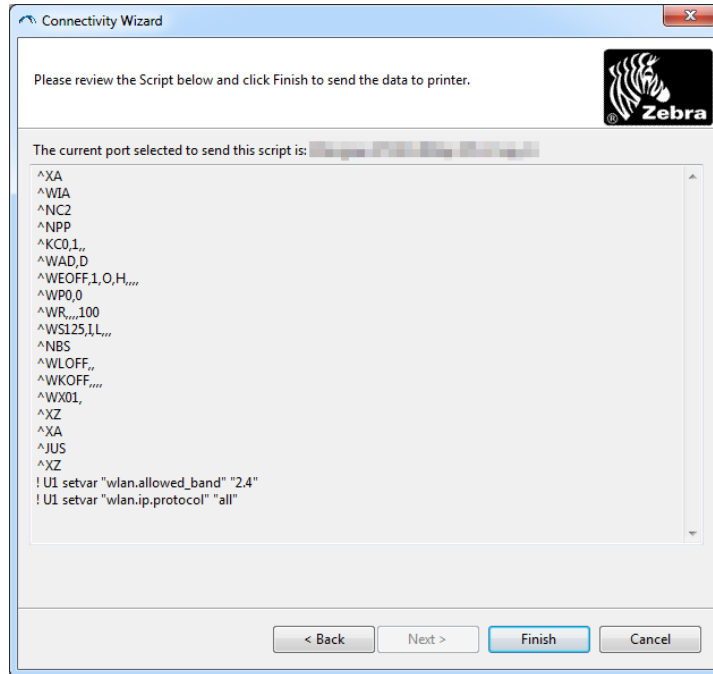 Connectivity Wizard
Please review the Script below and click Finish to send the data to printer.
Zebra
®
The current port selected to send this script is:
^XA
^WIA
^NC2
^NPP
^KC0,1,,
^WAD,D
^WEOFF,1,O,H,,,,
^WP0,0
^WR,,,,100
^WS125,I,L,,,
^NBS
^WLOFF,,
^WKOFF,,,,
^WX01,
^XZ
^XA
^JUS
^XZ
! U1 setvar "wlan.allowed_band" "2.4"
! U1 setvar "wlan.ip.protocol" "all"
< Back
Next >
Finish
Cancel